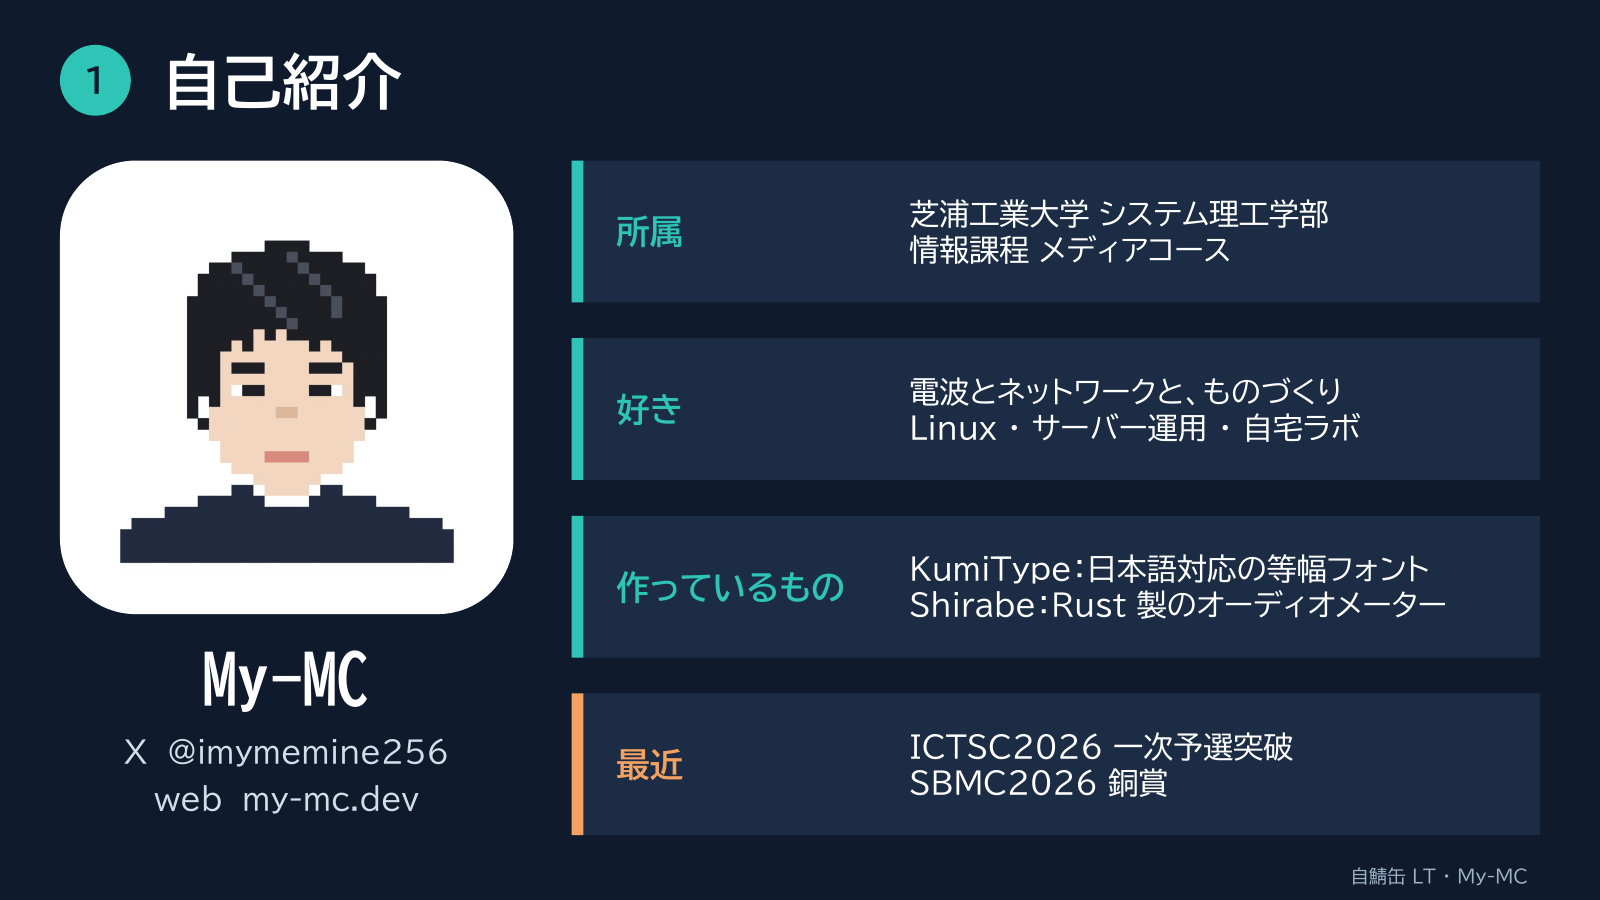 1 自己紹介
所属
芝浦工業大学 システム理工学部
情報課程 メディアコース
好き
電波とネットワークと、ものづくり
Linux・サーバー運用・自宅ラボ
作っているもの
KumiType：日本語対応の等幅フォント
Shirabe：Rust 製のオーディオメーター
最近
ICTSC2026 一次予選突破
SBMC2026 銅賞
My-MC
X @imymemine256
web my-mc.dev
自鯖缶 LT・My-MC